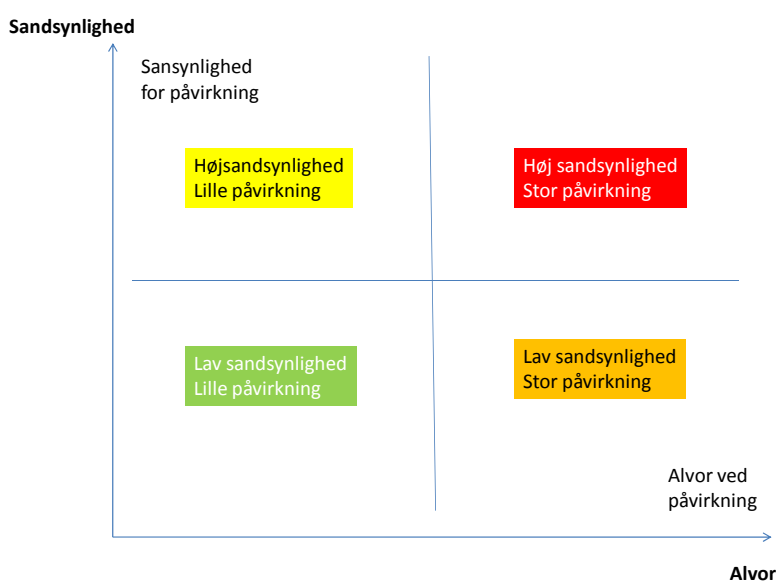 Sandsynlighed
Sansynlighed
for påvirkning
Højsandsynlighed
Lille påvirkning
Høj sandsynlighed
Stor påvirkning
Lav sandsynlighed
Lille påvirkning
Lav sandsynlighed
Stor påvirkning
Alvor ved
påvirkning
Alvor